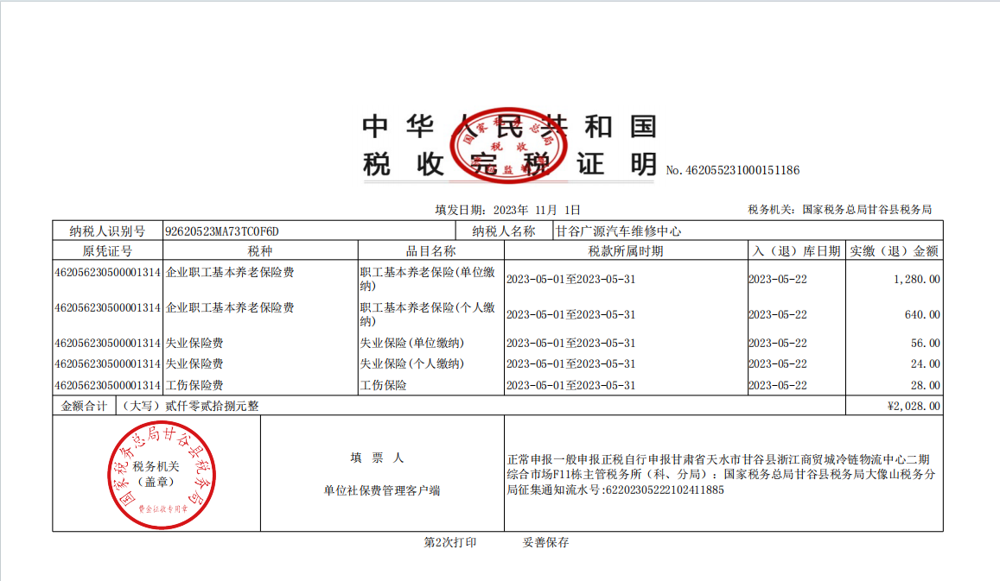 中华人民共和国
税收完税证明
No.462055231000151186
国家税务总局
税收
监制
填发日期: 2023年 11月 1日
税务机关: 国家税务总局甘谷县税务局
纳税人识别号 92620523MA73TC0F6D 纳税人名称 甘谷广源汽车维修中心
原凭证号 税种 品目名称 税款所属时期 入（退）库日期 实缴（退）金额
462056230500001314 企业职工基本养老保险费 职工基本养老保险(单位缴
纳) 2023-05-01至2023-05-31 2023-05-22 1,280.00
462056230500001314 企业职工基本养老保险费 职工基本养老保险(个人缴
纳) 2023-05-01至2023-05-31 2023-05-22 640.00
462056230500001314 失业保险费 失业保险(单位缴纳) 2023-05-01至2023-05-31 2023-05-22 56.00
462056230500001314 失业保险费 失业保险(个人缴纳) 2023-05-01至2023-05-31 2023-05-22 24.00
462056230500001314 工伤保险费 工伤保险 2023-05-01至2023-05-31 2023-05-22 28.00
金额合计 （大写）贰仟零贰拾捌元整 ¥2,028.00
国家税务总局甘谷县税务局
税务机关
（盖章）
费金征收专用章
填 票 人
单位社保费管理客户端
正常申报一般申报正税自行申报甘肃省天水市甘谷县浙江商贸城冷链物流中心二期
综合市场F11栋主管税务所（科、分局）: 国家税务总局甘谷县税务局大像山税务分
局征集通知流水号:62202305222102411885
第2次打印 妥善保存